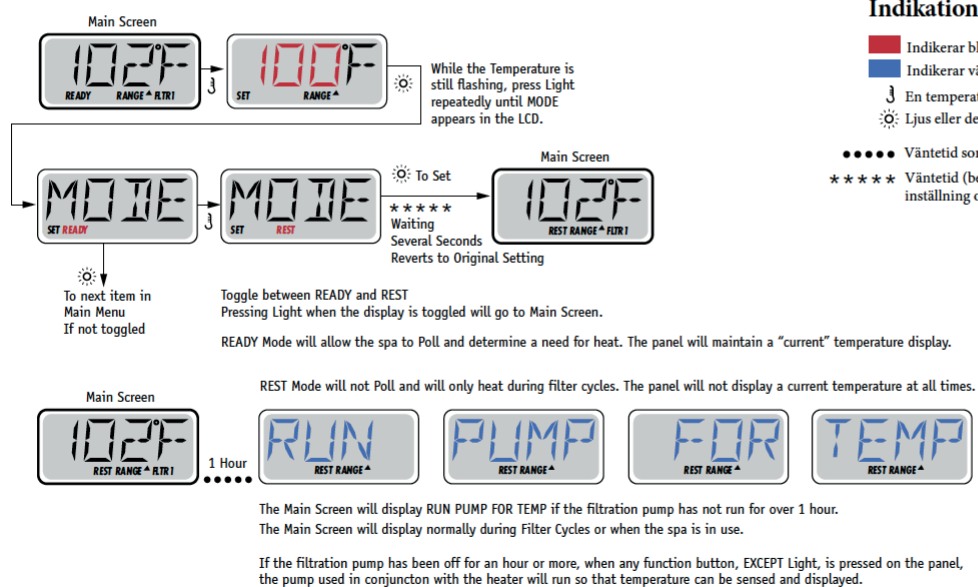 Indikation
Main Screen
102°F
READY RANGE FLTR1
100°F
SET RANGE
While the Temperature is
still flashing, press Light
repeatedly until MODE
appears in the LCD.
Indikerar
Indikerar
En
Ljus eller
Väntetid
***** Väntetid
inställning
MODE
SET READY
MODE
SET REST
To Set
*****
Waiting
Several Seconds
Reverts to Original Setting
Main Screen
102°F
REST RANGE FLTR1
To next item in
Main Menu
If not toggled
Toggle between READY and REST
Pressing Light when the display is toggled will go to Main Screen.
READY Mode will allow the spa to Poll and determine a need for heat. The panel will maintain a “current” temperature display.
REST Mode will not Poll and will only heat during filter cycles. The panel will not display a current temperature at all times.
Main Screen
102°F
REST RANGE FLTR1
1 Hour
RUN
REST RANGE
PUMP
REST RANGE
FOR
REST RANGE
TEMP
REST RANGE
The Main Screen will display RUN PUMP FOR TEMP if the filtration pump has not run for over 1 hour.
The Main Screen will display normally during Filter Cycles or when the spa is in use.
If the filtration pump has been off for an hour or more, when any function button, EXCEPT Light, is pressed on the panel,
the pump used in conjuncton with the heater will run so that temperature can be sensed and displayed.